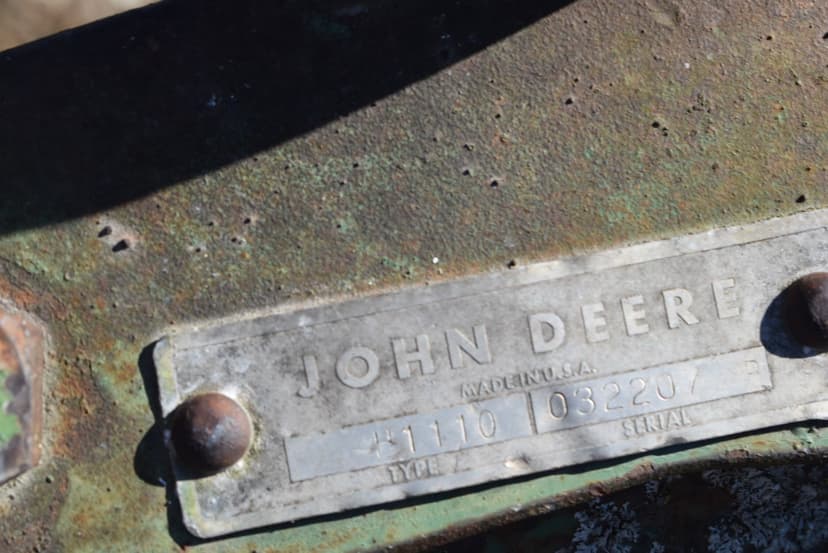 JOHN DEERE
MADE IN U.S.A.
1110 032207
TYPE SERIAL